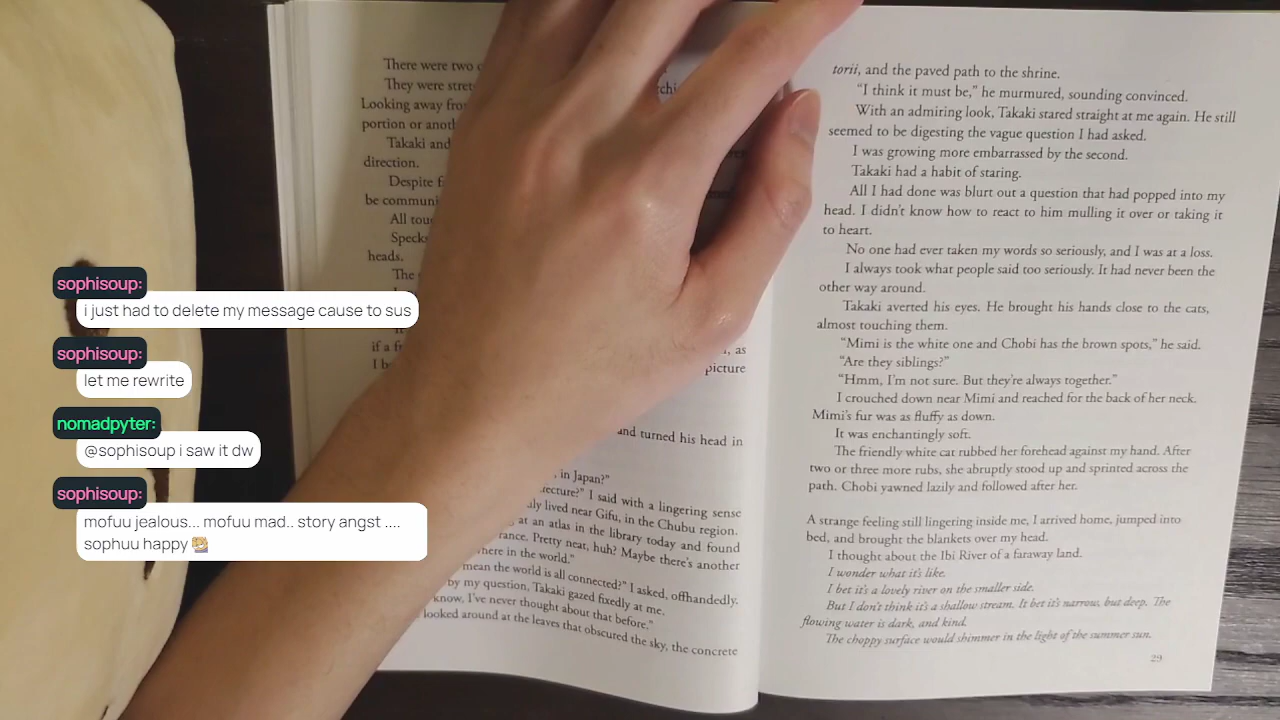 sophisoup:
i just had to delete my message cause to sus
sophisoup:
let me rewrite
nomadpyter:
@sophisoup i saw it dw
sophisoup:
mofuu jealous... mofuu mad.. story angst ....
sophuu happy
There were two
They were
Looking away
portion or
Takaki and
direction.
Despite
be
All
Specks
heads.
The
if a
I
as
picture
and turned his head in
in Japan?"
I said with a lingering sense
lived near Gifu, in the Chubu region.
at an atlas in the library today and found
Pretty neat, huh? Maybe there's another
in the world."
mean the world is all connected?" I asked, offhandedly.
by my question, Takaki gazed fixedly at me.
know, I've never thought about that before,"
looked around at the leaves that obscured the sky, the concrete
torii, and the paved path to the shrine.
"I think it must be," he murmured, sounding convinced.
With an admiring look, Takaki stared straight at me again. He still
seemed to be digesting the vague question I had asked.
I was growing more embarrassed by the second.
Takaki had a habit of staring.
All I had done was blurt out a question that had popped into my
head. I didn't know how to react to him mulling it over or taking it
to heart.
No one had ever taken my words so seriously, and I was at a loss.
I always took what people said too seriously. It had never been the
other way around.
Takaki averted his eyes. He brought his hands close to the cats,
almost touching them.
"Mimi is the white one and Chobi has the brown spots," he said.
"Are they siblings?"
"Hmm, I'm not sure. But they're always together."
I crouched down near Mimi and reached for the back of her neck.
Mimi's fur was as fluffy as down.
It was enchantingly soft.
The friendly white cat rubbed her forehead against my hand. After
two or three more rubs, she abruptly stood up and sprinted across the
path. Chobi yawned lazily and followed after her.
A strange feeling still lingering inside me, I arrived home, jumped into
bed, and brought the blankets over my head.
I thought about the Ibi River of a faraway land.
I wonder what it's like.
I bet it's a lovely river on the smaller side.
But I don't think it's a shallow stream. It bet it's narrow, but deep. The
flowing water is dark, and kind.
The choppy surface would shimmer in the light of the summer sun.
29